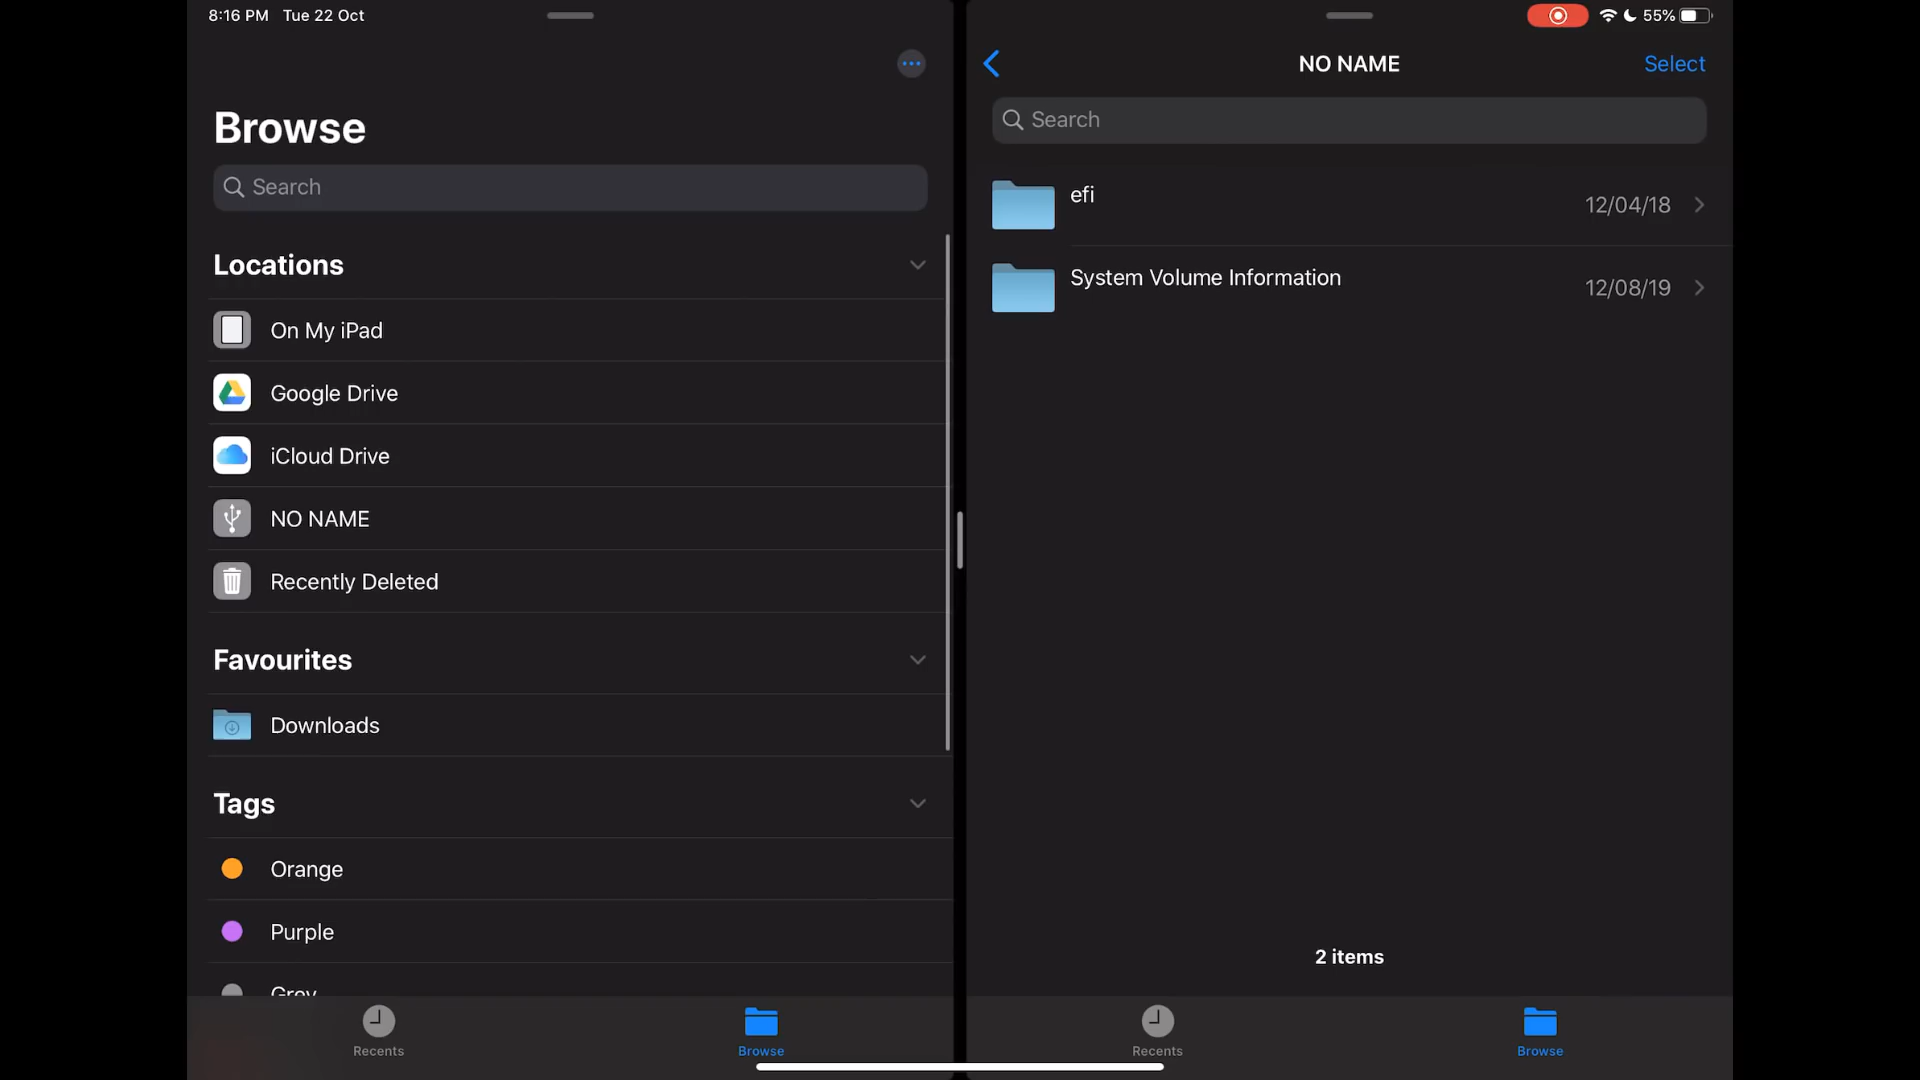 8:16 PM Tue 22 Oct
Browse
Search
Locations
On My iPad
Google Drive
iCloud Drive
NO NAME
Recently Deleted
Favourites
Downloads
Tags
Orange
Purple
Grey
Recents
Browse
55%
NO NAME
Select
Search
efi
12/04/18
System Volume Information
12/08/19
2 items
Recents
Browse